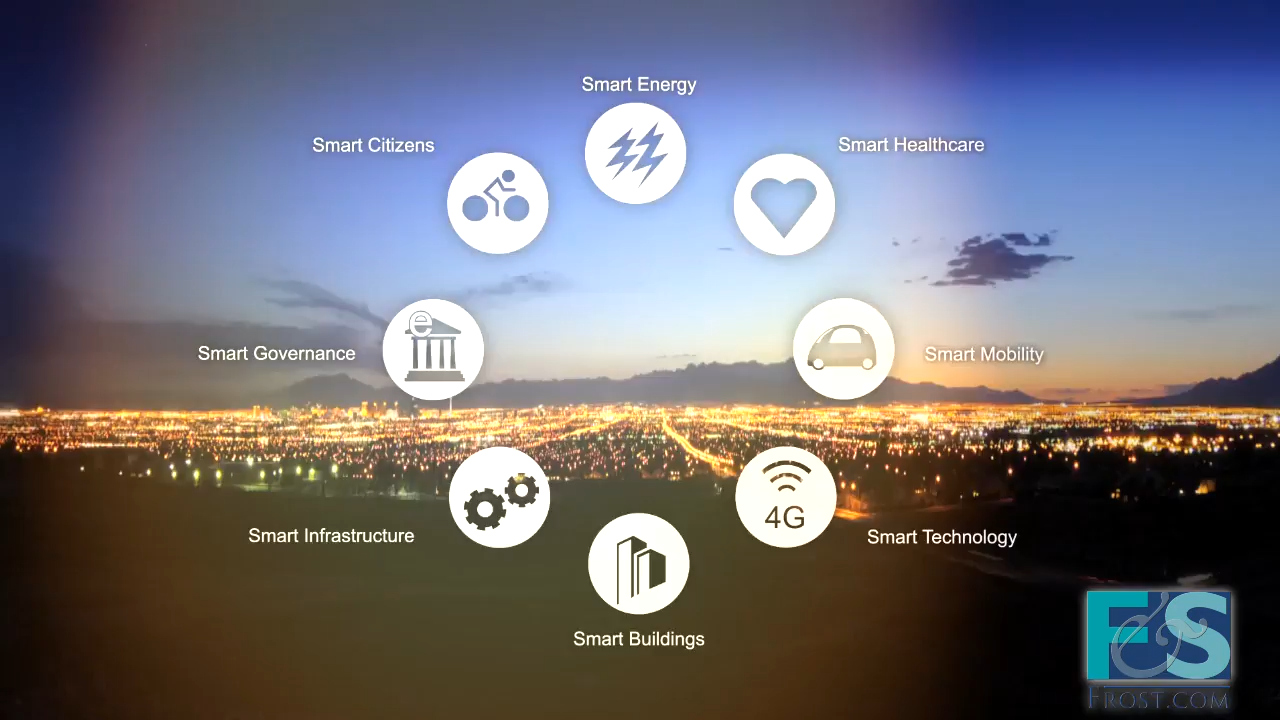 Smart Energy
Smart Citizens
Smart Healthcare
Smart Governance
e
Smart Mobility
4G
Smart Infrastructure
Smart Technology
Smart Buildings
F&S
FROST.COM